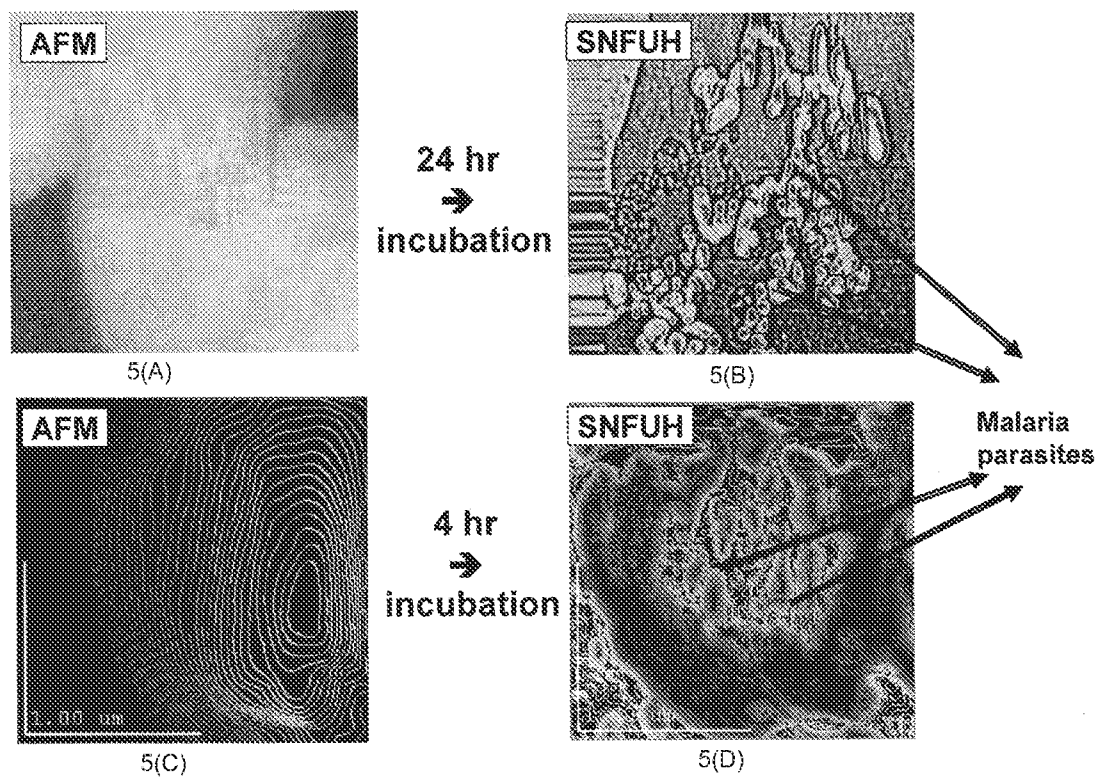 AFM
24 hr
➔
incubation
SNFUH
5(A)
5(B)
AFM
1.00 um
4 hr
➔
incubation
SNFUH
Malaria
parasites
5(C)
5(D)